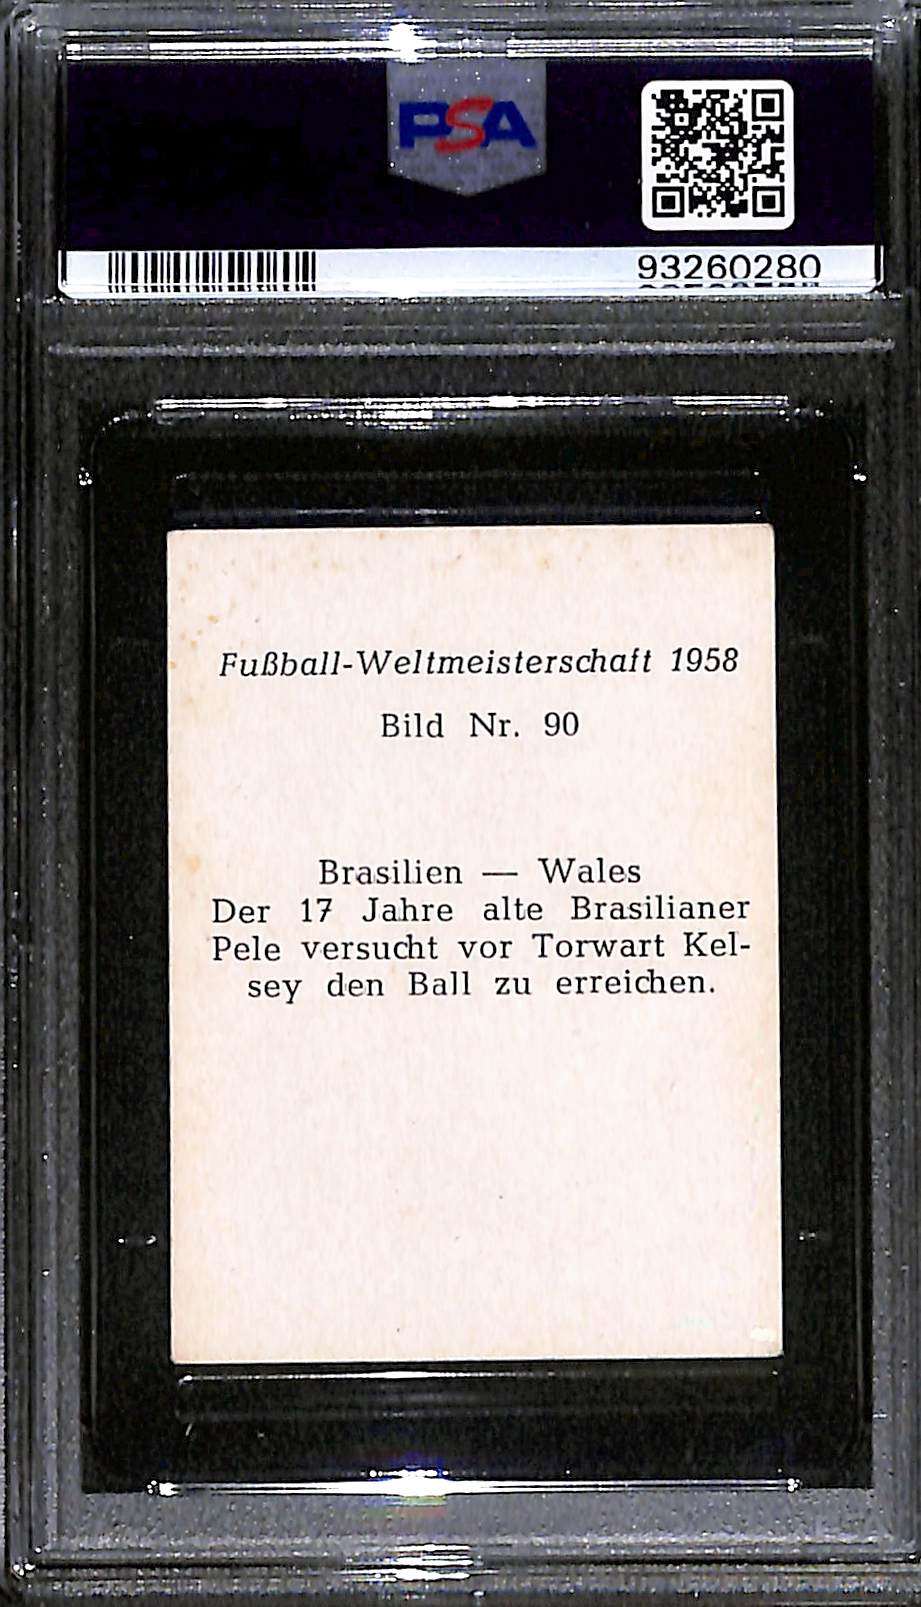 PSA
93260280
Fußball-Weltmeisterschaft 1958
Bild Nr. 90
Brasilien — Wales
Der 17 Jahre alte Brasilianer
Pele versucht vor Torwart Kel-
sey den Ball zu erreichen.